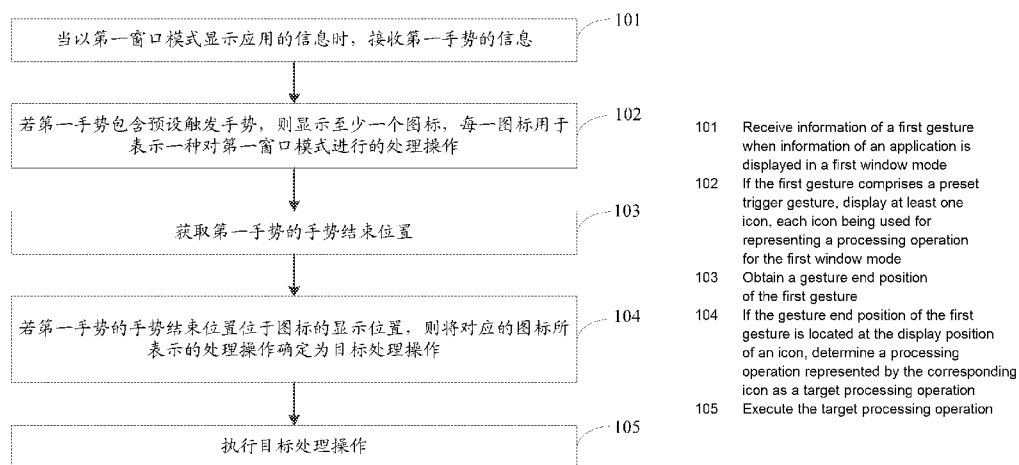 当以第一窗口模式显示应用的信息时，接收第一手势的信息
101
若第一手势包含预设触发手势，则显示至少一个图标，每一图标用于
表示一种对第一窗口模式进行的处理操作
102
获取第一手势的手势结束位置
103
若第一手势的手势结束位置位于图标的显示位置，则将对应的图标所
表示的处理操作确定为目标处理操作
104
执行目标处理操作
105
101 Receive information of a first gesture
when information of an application is
displayed in a first window mode
102 If the first gesture comprises a preset
trigger gesture, display at least one
icon, each icon being used for
representing a processing operation
for the first window mode
103 Obtain a gesture end position
of the first gesture
104 If the gesture end position of the first
gesture is located at the display position
of an icon, determine a processing
operation represented by the corresponding
icon as a target processing operation
105 Execute the target processing operation